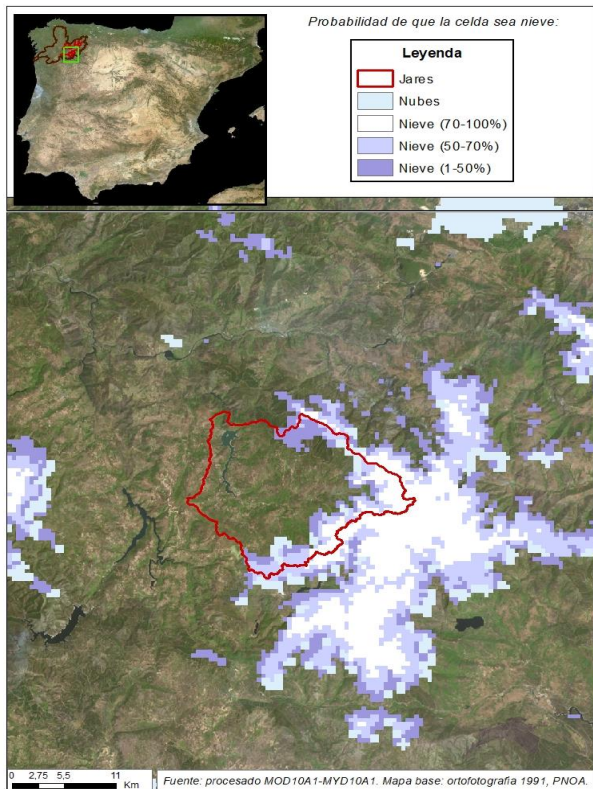 Probabilidad de que la celda sea nieve:
Leyenda
Jares
Nubes
Nieve (70-100%)
Nieve (50-70%)
Nieve (1-50%)
0 2,75 5,5 11
Km
Fuente: procesado MOD10A1-MYD10A1. Mapa base: ortofotografia 1991, PNOA.